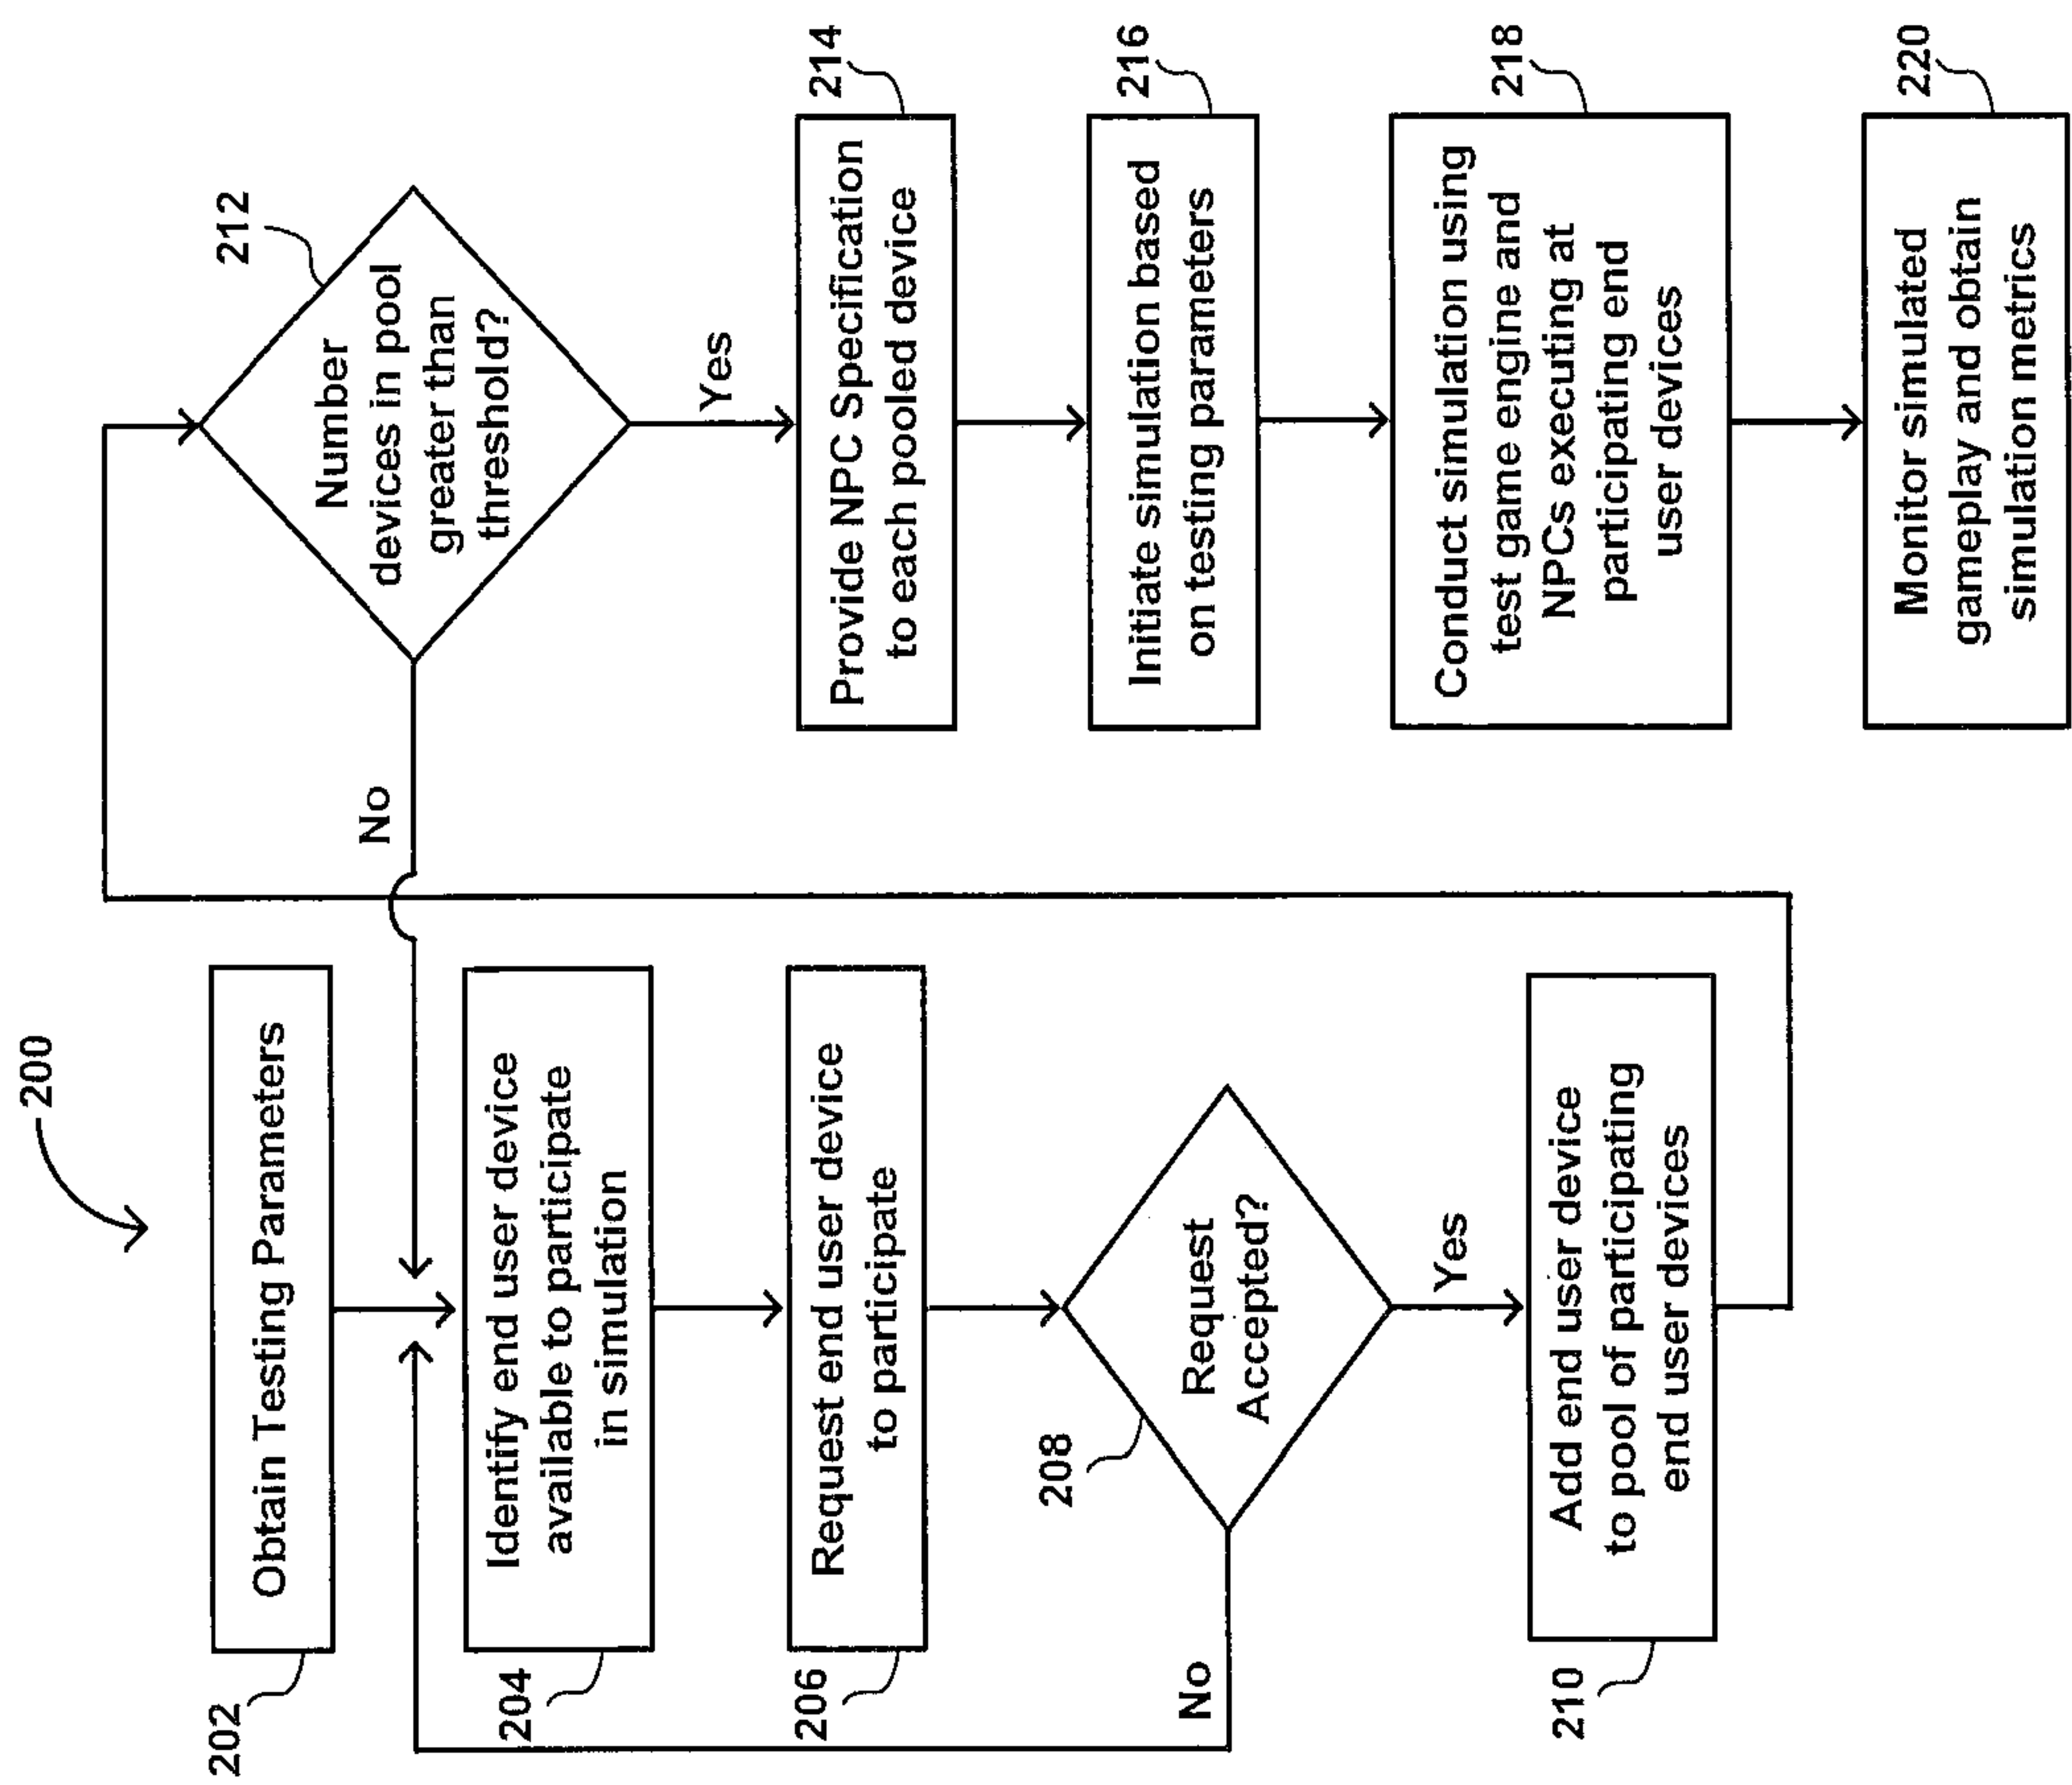 200
202
Obtain Testing Parameters
204
Identify end user device
available to participate
in simulation
206
Request end user device
to participate
208
Request
Accepted?
No
Yes
210
Add end user device
to pool of participating
end user devices
212
Number
devices in pool
greater than
threshold?
No
Yes
214
Provide NPC Specification
to each pooled device
216
Initiate simulation based
on testing parameters
218
Conduct simulation using
test game engine and
NPCs executing at
participating end
user devices
220
Monitor simulated
gameplay and obtain
simulation metrics